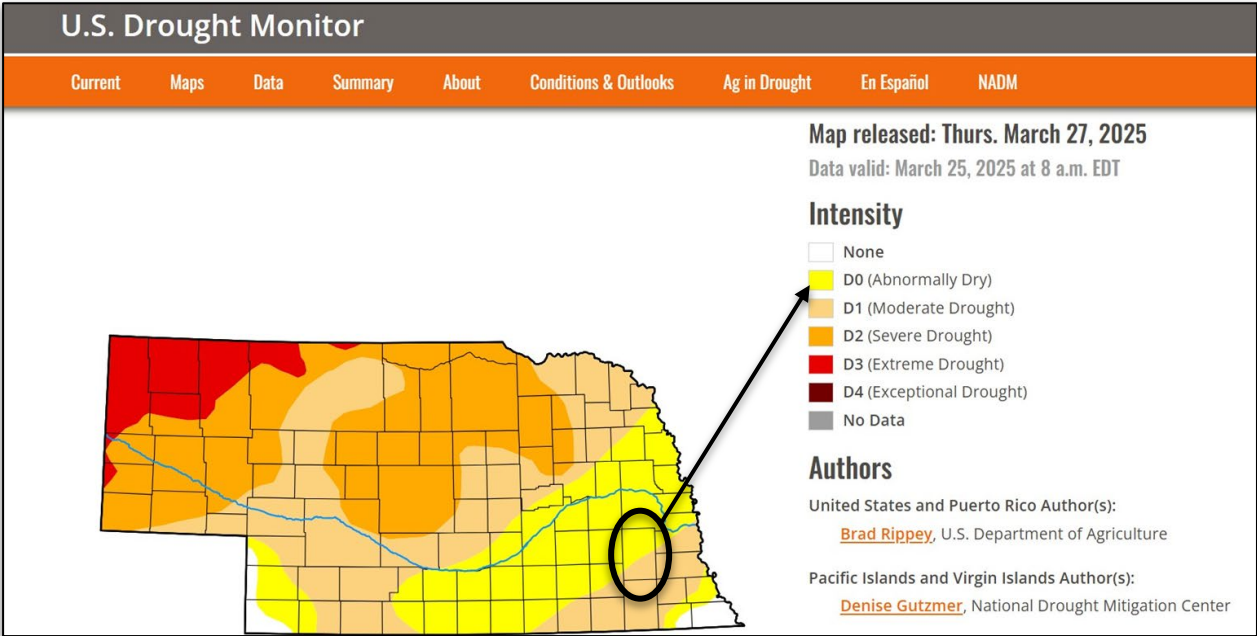 U.S. Drought Monitor
Current Maps Data Summary About Conditions & Outlooks Ag in Drought En Español NADM
Map released: Thurs. March 27, 2025
Data valid: March 25, 2025 at 8 a.m. EDT
Intensity
None
D0 (Abnormally Dry)
D1 (Moderate Drought)
D2 (Severe Drought)
D3 (Extreme Drought)
D4 (Exceptional Drought)
No Data
Authors
United States and Puerto Rico Author(s):
Brad Rippey, U.S. Department of Agriculture
Pacific Islands and Virgin Islands Author(s):
Denise Gutzmer, National Drought Mitigation Center